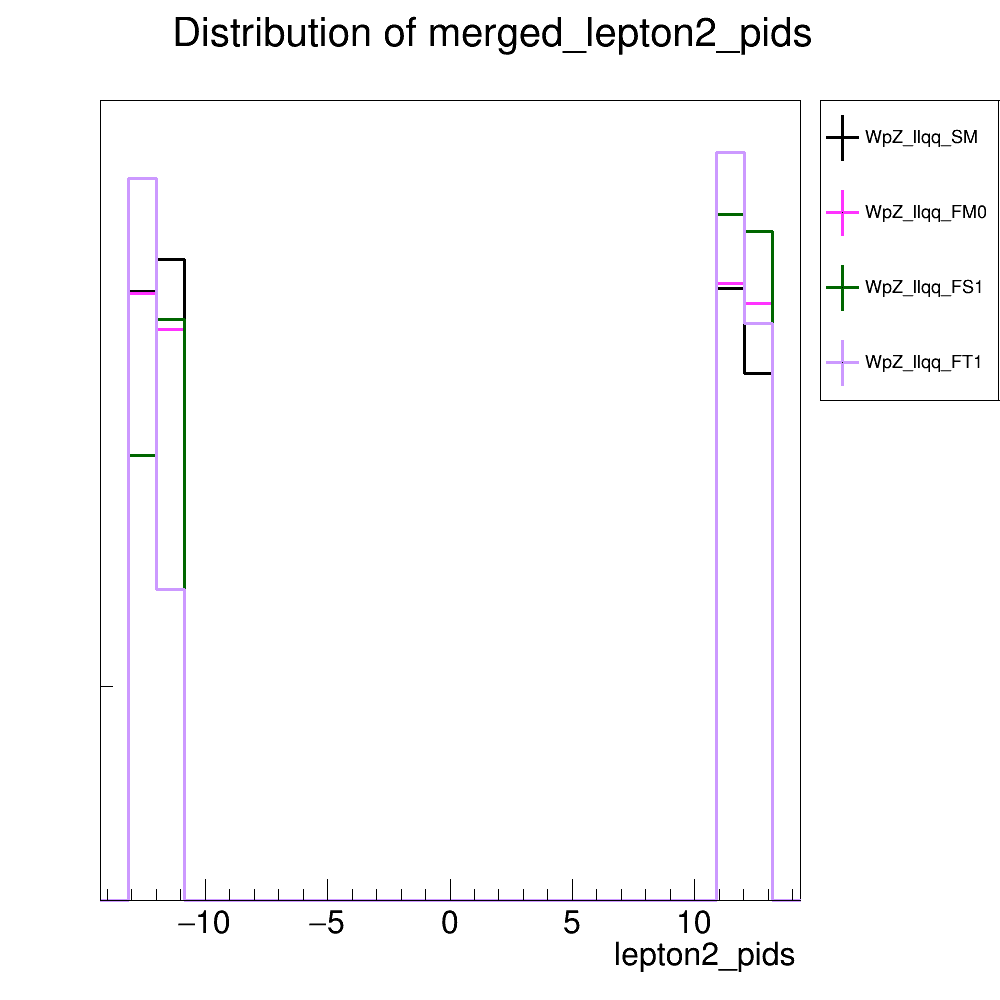 Distribution of merged_lepton2_pids
WpZ_llqq_SM
WpZ_llqq_FM0
WpZ_llqq_FS1
WpZ_llqq_FT1
−10 −5 0 5 10
lepton2_pids